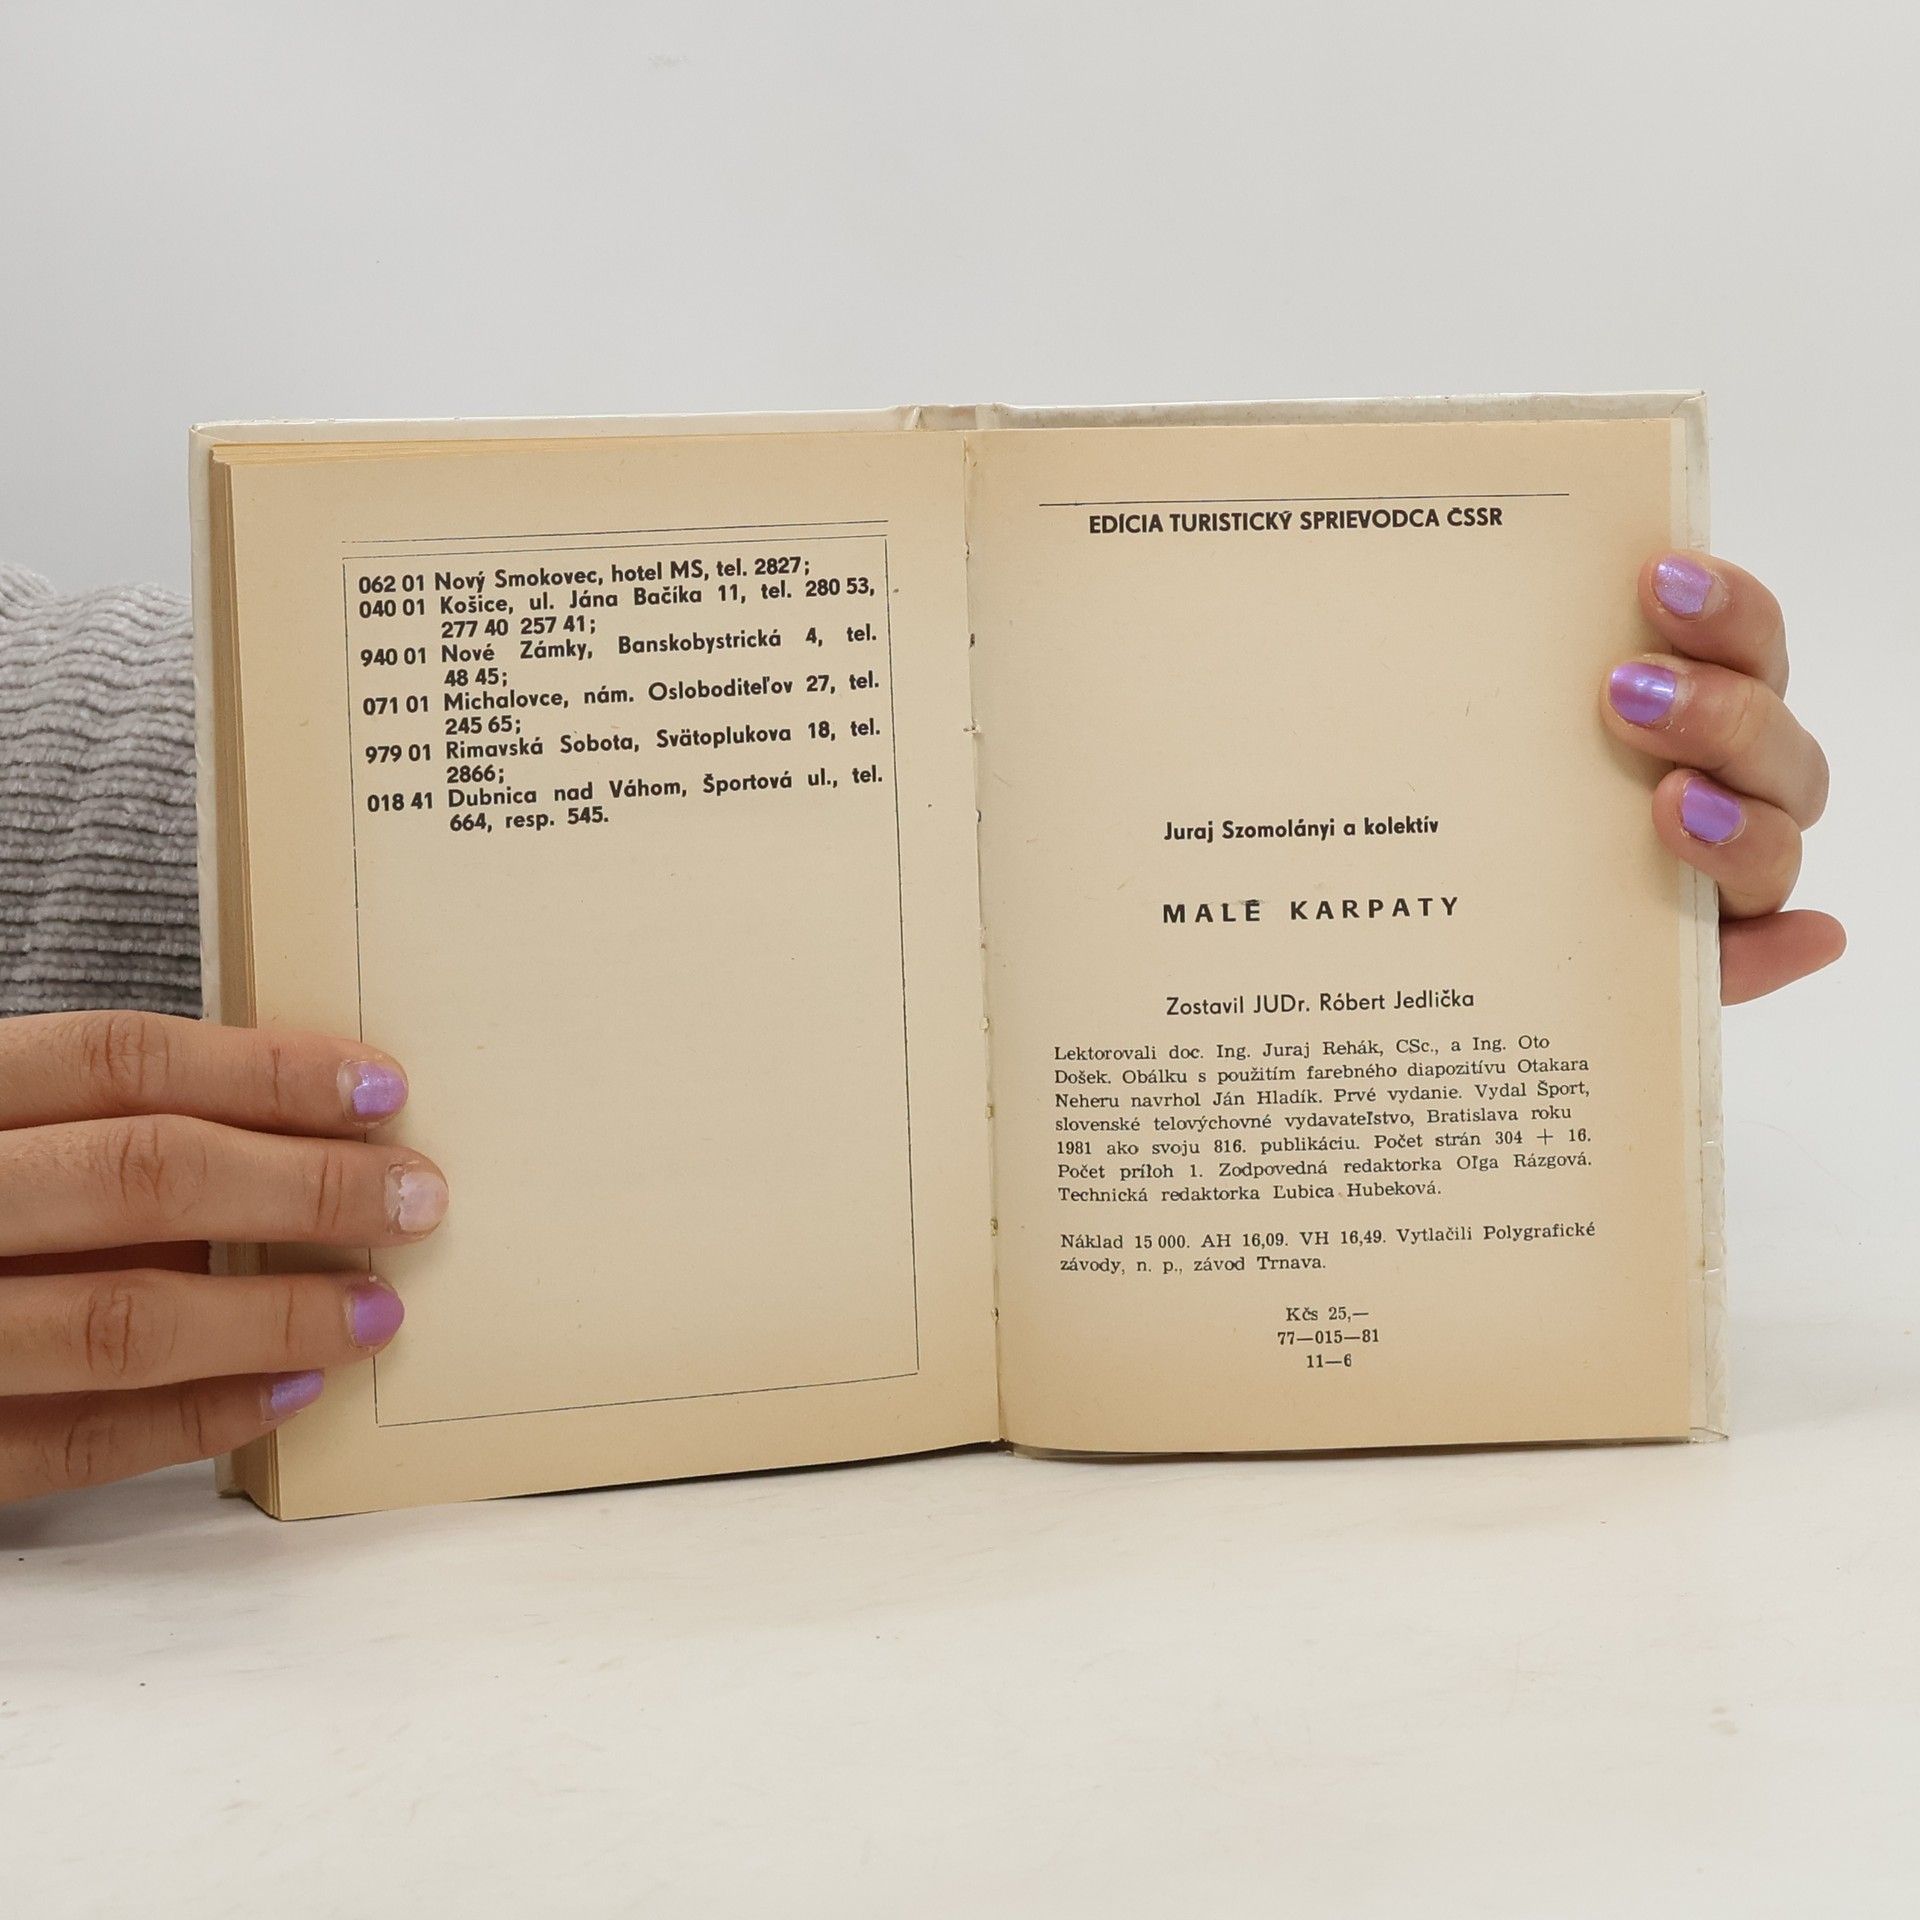 062 01 Nový Smokovec, hotel MS, tel. 2827;
040 01 Košice, ul. Jána Bačíka 11, tel. 280 53,
277 40 257 41;
940 01 Nové Zámky, Banskobystrická 4, tel.
48 45;
071 01 Michalovce, nám. Osloboditeľov 27, tel.
245 65;
979 01 Rimavská Sobota, Svätoplukova 18, tel.
2866;
018 41 Dubnica nad Váhom, Športová ul., tel.
664, resp. 545.
EDÍCIA TURISTICKÝ SPRIEVODCA ČSSR
Juraj Szomolányi a kolektív
MALÉ KARPATY
Zostavil JUDr. Róbert Jedlička
Lektorovali doc. Ing. Juraj Rehák, CSc., a Ing. Oto
Došek. Obálku s použitím farebného diapozitívu Otakara
Neheru navrhol Ján Hladík. Prvé vydanie. Vydal Šport,
slovenské telovýchovné vydavateľstvo, Bratislava roku
1981 ako svoju 816. publikáciu. Počet strán 304 + 16.
Počet príloh 1. Zodpovedná redaktorka Oľga Rázgová.
Technická redaktorka Ľubica Hubeková.
Náklad 15 000. AH 16,09. VH 16,49. Vytlačili Polygrafické
závody, n. p., závod Trnava.
Kčs 25,—
77—015—81
11—6